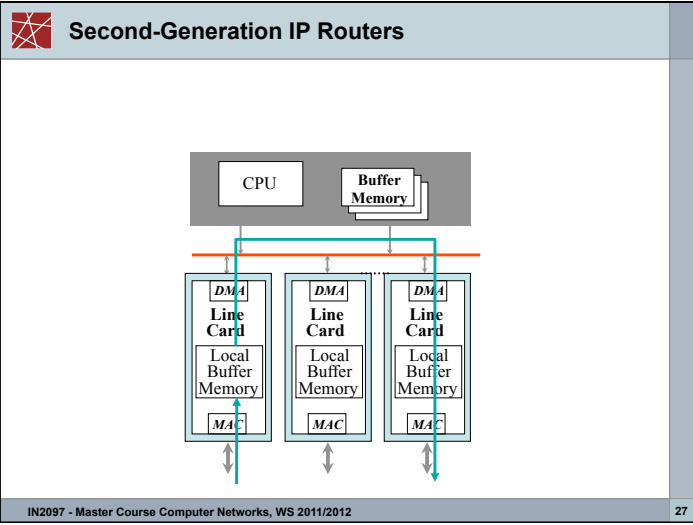 Second-Generation IP Routers
CPU
Buffer
Memory
DMA
Line
Card
Local
Buffer
Memory
MAC
DMA
Line
Card
Local
Buffer
Memory
MAC
DMA
Line
Card
Local
Buffer
Memory
MAC
IN2097 - Master Course Computer Networks, WS 2011/2012
27